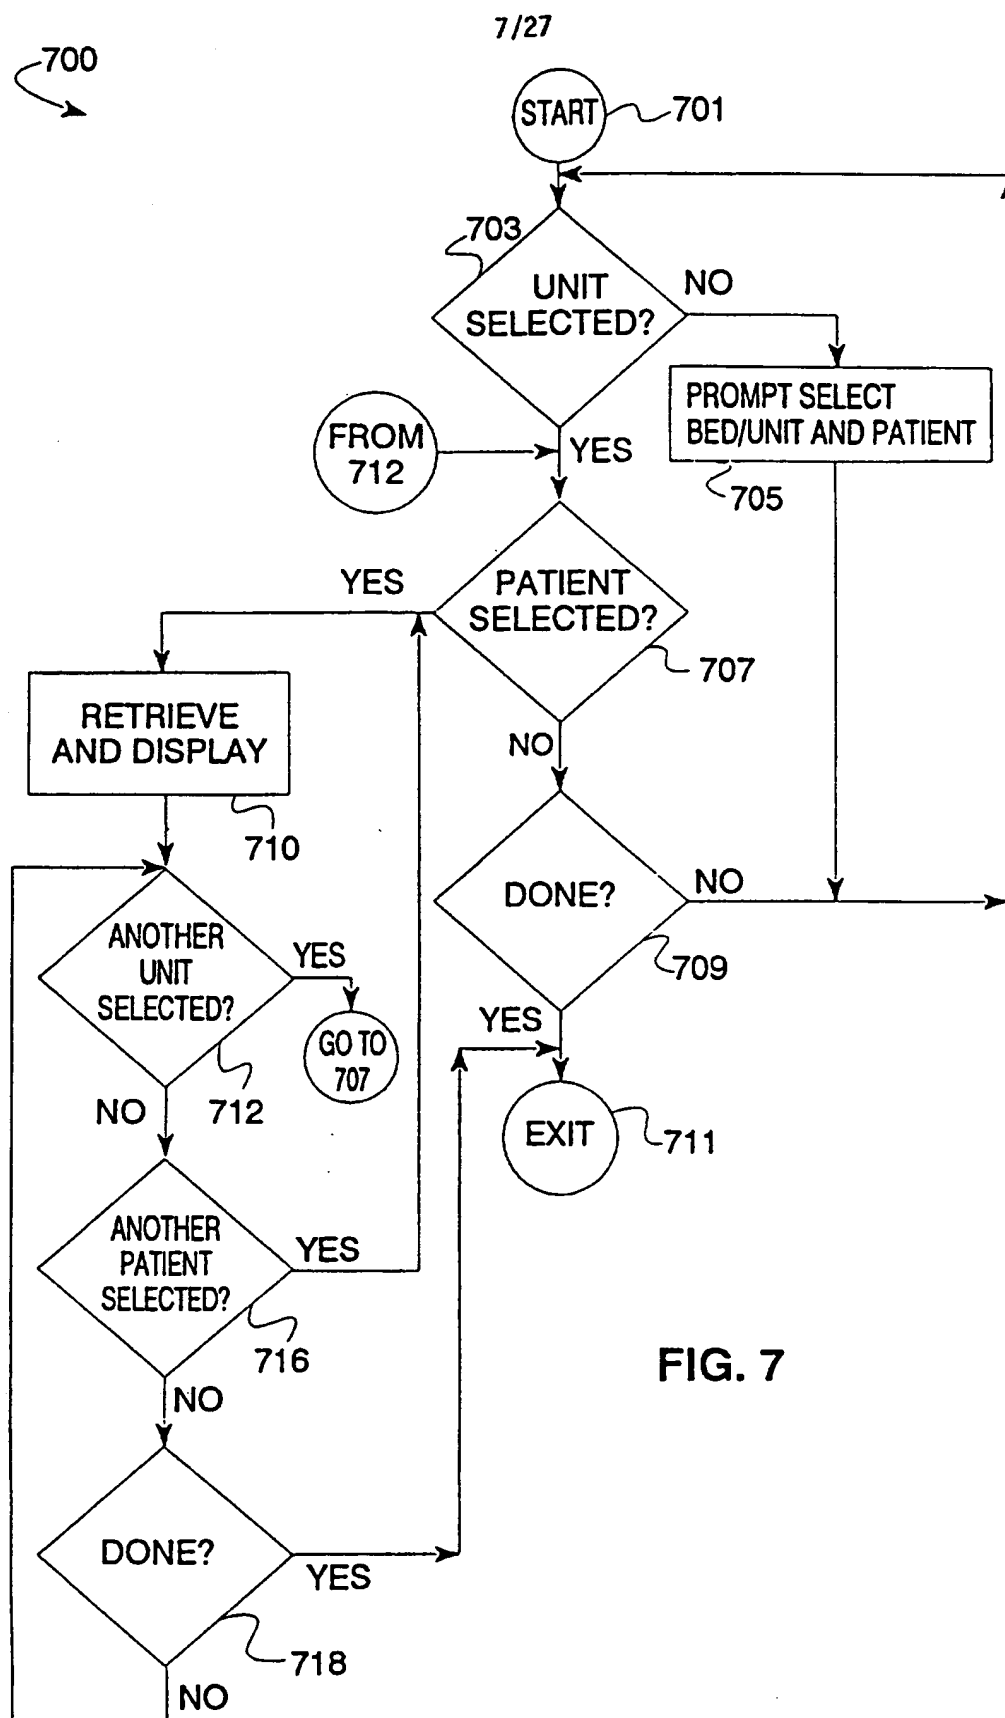 7/27
700
START
701
703
UNIT
SELECTED?
NO
PROMPT SELECT
BED/UNIT AND PATIENT
705
FROM
712
YES
PATIENT
SELECTED?
707
YES
NO
RETRIEVE
AND DISPLAY
710
DONE?
NO
709
YES
EXIT
711
ANOTHER
UNIT
SELECTED?
YES
GO TO
707
712
NO
ANOTHER
PATIENT
SELECTED?
YES
716
NO
DONE?
YES
718
NO
FIG. 7